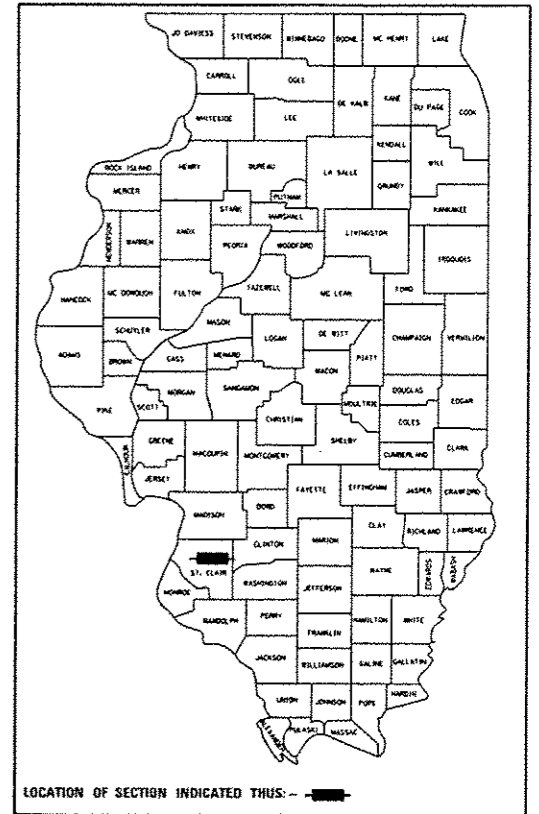 JO DAVIESS STEVENSON WINNEBAGO BOONE MC HENRY LAKE
CARROLL OGLE
DE KALB KANE DU PAGE COOK
WHITESIDE LEE
KENDALL
ROCK ISLAND HENRY BUREAU LA SALLE WILL
GRUNDY
MERCER PUTNAM
STARK KANKAKEE
KNOX MARSHALL LIVINGSTON
HENDERSON WARREN PEORIA WOODFORD IROQUOIS
HANCOCK MC DONOUGH FULTON TAZEWELL MC LEAN FORD
MASON
SCHUYLER LOGAN DE WITT CHAMPAIGN VERMILION
ADAMS BROWN CASS MENARD PIATT
MACON
PIKE SCOTT MORGAN SANGAMON DOUGLAS EDGAR
CHRISTIAN MOULTRIE COLES
GREENE MACOUPIN MONTGOMERY SHELBY CUMBERLAND CLARK
CALHOUN JERSEY
FAYETTE EFFINGHAM JASPER CRAWFORD
MADISON BOND
CLAY RICHLAND LAWRENCE
CLINTON MARION
ST. CLAIR WAYNE EDWARDS WABASH
MONROE WASHINGTON JEFFERSON
RANDOLPH PERRY HAMILTON WHITE
FRANKLIN
JACKSON WILLIAMSON SALINE GALLATIN
HARDIN
UNION JOHNSON POPE
ALEXANDER PULASKI MASSAC
LOCATION OF SECTION INDICATED THUS: -